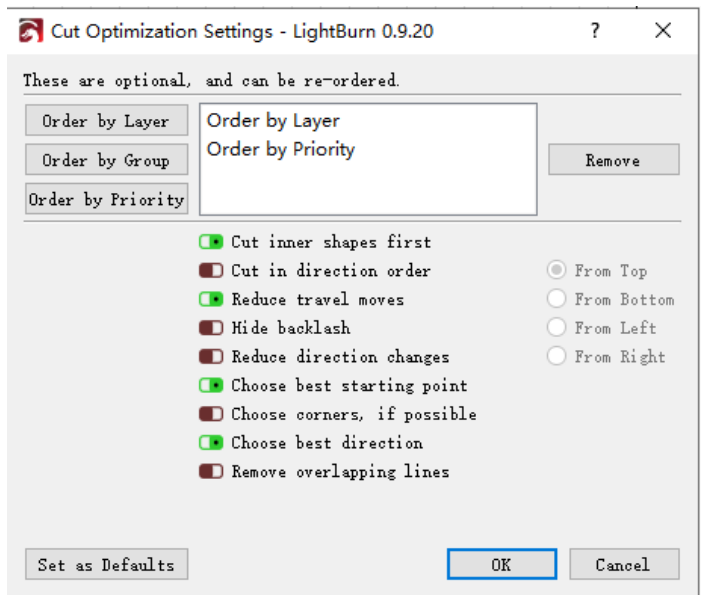 Cut Optimization Settings - LightBurn 0.9.20 ?
These are optional, and can be re-ordered.
Order by Layer
Order by Group
Order by Priority
Order by Layer
Order by Priority
Remove
Cut inner shapes first
Cut in direction order
Reduce travel moves
Hide backlash
Reduce direction changes
Choose best starting point
Choose corners, if possible
Choose best direction
Remove overlapping lines
From Top
From Bottom
From Left
From Right
Set as Defaults
OK
Cancel